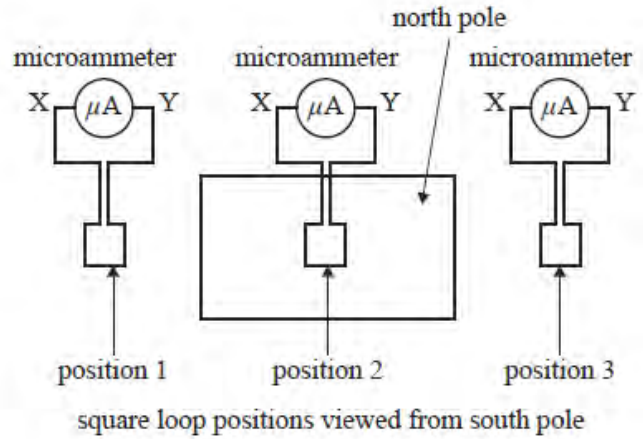 north pole
microammeter microammeter microammeter
X μA Y X μA Y X μA Y
position 1 position 2 position 3
square loop positions viewed from south pole